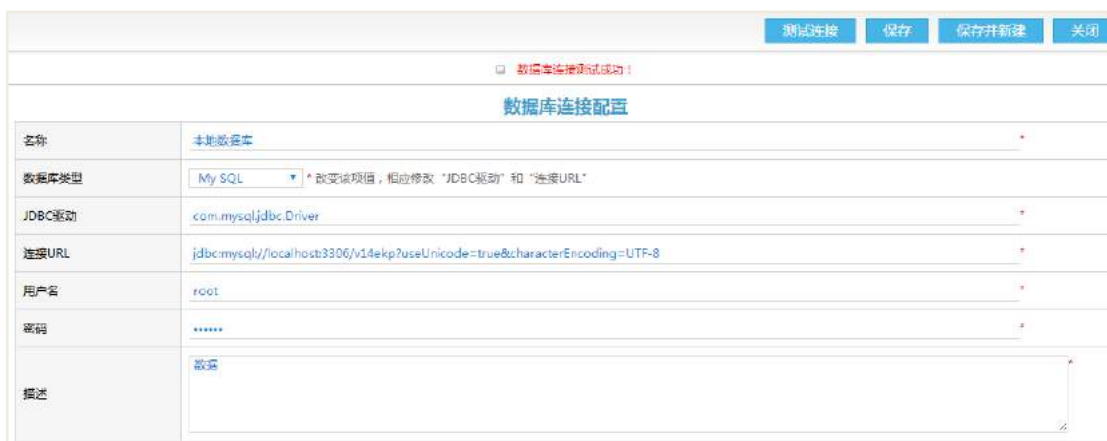 测试连接 保存 保存并新建 关闭
数据库连接测试成功！
数据库连接配置
名称 本地数据库 *
数据库类型 My SQL * 改变该项值，相应修改 "JDBC驱动" 和 "连接URL"
JDBC驱动 com.mysql.jdbc.Driver *
连接URL jdbc:mysql://localhost:3306/v14ekp?useUnicode=true&characterEncoding=UTF-8 *
用户名 root *
密码 •••••• *
描述 数据 *